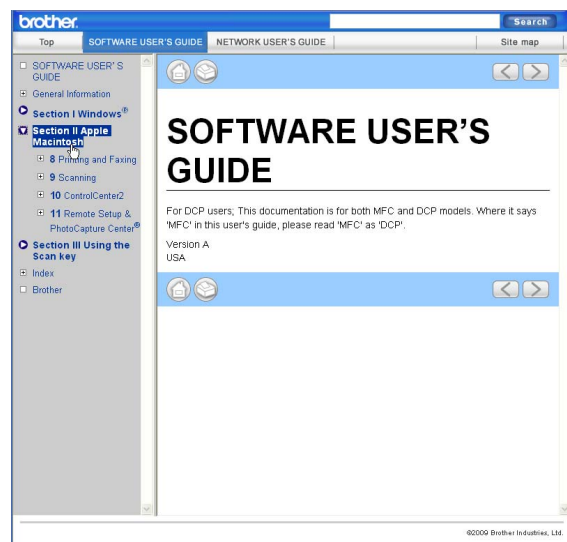 brother.
Search
Top
SOFTWARE USER'S GUIDE
NETWORK USER'S GUIDE
Site map
SOFTWARE USER' S
GUIDE
General Information
Section I Windows®
Section II Apple
Macintosh
8 Printing and Faxing
9 Scanning
10 ControlCenter2
11 Remote Setup &
PhotoCapture Center®
Section III Using the
Scan key
Index
Brother
SOFTWARE USER'S
GUIDE
For DCP users; This documentation is for both MFC and DCP models. Where it says
'MFC' in this user's guide, please read 'MFC' as 'DCP'.
Version A
USA
©2009 Brother Industries, Ltd.